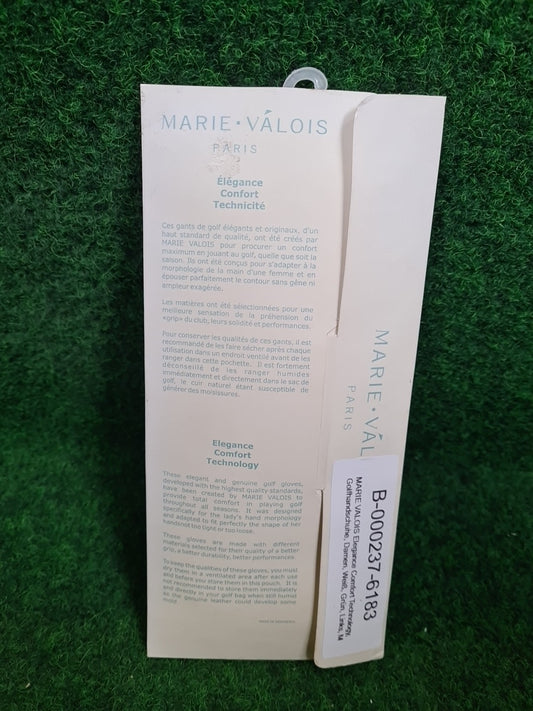 MARIE·VALOIS
PARIS
Élégance
Confort
Technicité
Ces gants de golf élégants et originaux, d'un
haut standard de qualité, ont été créés par
MARIE VALOIS pour procurer un confort
maximum en jouant au golf, quelle que soit la
saison. Ils ont été conçus pour s'adapter à la
morphologie de la main d'une femme et en
épouser parfaitement le contour sans gêne ni
ampleur exagérée.
Les matières ont été sélectionnées pour une
meilleure sensation de la préhension du
«grip» du club, leurs solidité et performances.
Pour conserver les qualités de ces gants, il est
recommandé de les faire sécher après chaque
utilisation dans un endroit ventilé avant de les
ranger dans cette pochette. Il est fortement
déconseillé de les ranger humides
immédiatement et directement dans le sac de
golf, le cuir naturel étant susceptible de
générer des moisissures.
Elegance
Comfort
Technology
These elegant and genuine golf gloves,
developed with the highest quality standards,
have been created by MARIE VALOIS to
provide total comfort in playing golf
throughout all seasons. It was designed
specifically for the lady's hand morphology
and adapted to fit perfectly the shape of her
hands not tight or too loose.
These gloves are made with different
materials selected for their quality of a better
grip, a better durability, better performances.
To keep the qualities of these gloves, you must
dry them in a ventilated area after each use
and before you store them in this pouch. It is
not recommended to store them immediately
and directly in your golf bag when still humid
as the genuine leather could develop some
mold.
MADE IN INDONESIA
MARIE·VAL
PARIS
B-000237-6183
MARIE VALOIS Elegance Comfort Technology,
Golfhandschuhe, Damen, Weiß, Grün, Links, M